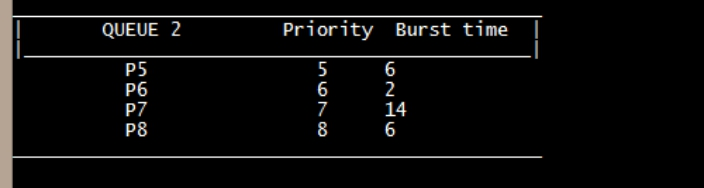 QUEUE 2 Priority Burst time
P5 5 6
P6 6 2
P7 7 14
P8 8 6